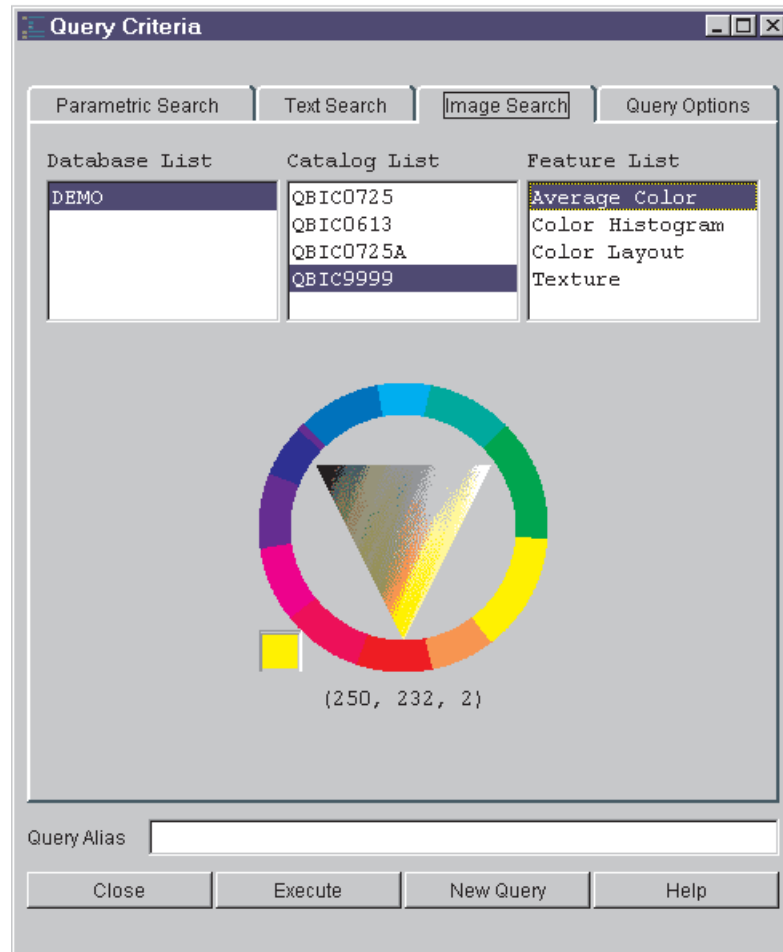 Query Criteria
Parametric Search
Text Search
Image Search
Query Options
Database List
DEMO
Catalog List
QBIC0725
QBIC0613
QBIC0725A
QBIC9999
Feature List
Average Color
Color Histogram
Color Layout
Texture
(250, 232, 2)
Query Alias
Close
Execute
New Query
Help